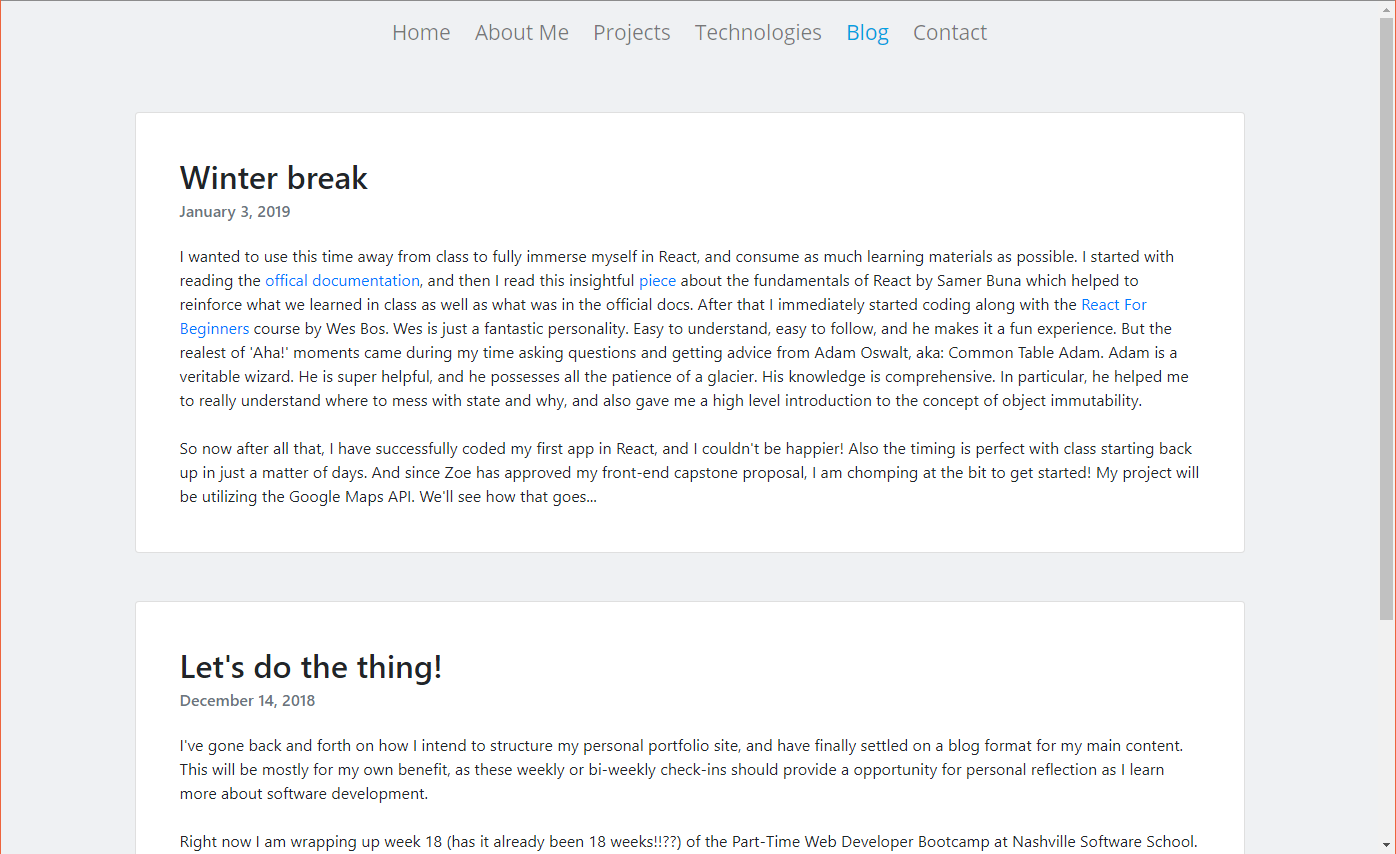 Home About Me Projects Technologies Blog Contact
Winter break
January 3, 2019
I wanted to use this time away from class to fully immerse myself in React, and consume as much learning materials as possible. I started with
reading the offical documentation, and then I read this insightful piece about the fundamentals of React by Samer Buna which helped to
reinforce what we learned in class as well as what was in the official docs. After that I immediately started coding along with the React For
Beginners course by Wes Bos. Wes is just a fantastic personality. Easy to understand, easy to follow, and he makes it a fun experience. But the
realest of 'Aha!' moments came during my time asking questions and getting advice from Adam Oswalt, aka: Common Table Adam. Adam is a
veritable wizard. He is super helpful, and he possesses all the patience of a glacier. His knowledge is comprehensive. In particular, he helped me
to really understand where to mess with state and why, and also gave me a high level introduction to the concept of object immutability.
So now after all that, I have successfully coded my first app in React, and I couldn't be happier! Also the timing is perfect with class starting back
up in just a matter of days. And since Zoe has approved my front-end capstone proposal, I am chomping at the bit to get started! My project will
be utilizing the Google Maps API. We'll see how that goes...
Let's do the thing!
December 14, 2018
I've gone back and forth on how I intend to structure my personal portfolio site, and have finally settled on a blog format for my main content.
This will be mostly for my own benefit, as these weekly or bi-weekly check-ins should provide a opportunity for personal reflection as I learn
more about software development.
Right now I am wrapping up week 18 (has it already been 18 weeks!!??) of the Part-Time Web Developer Bootcamp at Nashville Software School.